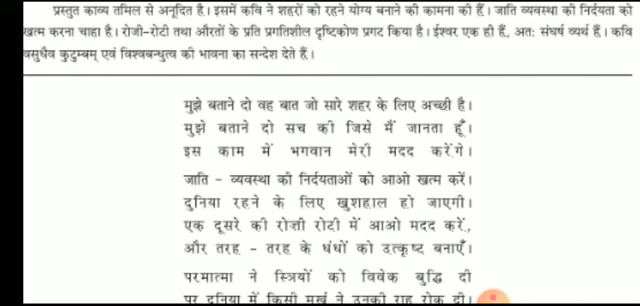 प्रस्तुत काव्य तमिल से अनूदित है। इसमें कवि ने शहरों को रहने योग्य बनाने की कामना की हैं। जाति व्यवस्था की निर्दयता को
खत्म करना चाहा है। रोजी-रोटी तथा औरतों के प्रति प्रगतिशील दृष्टिकोण प्रगट किया है। ईश्वर एक ही हैं, अत: संघर्ष व्यर्थ हैं। कवि
वसुधैव कुटुम्बम् एवं विश्वबन्धुत्व की भावना का सन्देश देते हैं।
मुझे बताने दो वह बात जो सारे शहर के लिए अच्छी है।
मुझे बताने दो सच की जिसे मैं जानता हूँ।
इस काम में भगवान मेरी मदद करेंगे।
जाति - व्यवस्था की निर्दयताओं को आओ खत्म करें।
दुनिया रहने के लिए खुशहाल हो जाएगी।
एक दूसरे की रोज़ी रोटी में आओ मदद करें,
और तरह - तरह के धंधों को उत्कृष्ट बनाएँ।
परमात्मा ने स्त्रियों को विवेक बुद्धि दी
पर दुनिया में किसी मूर्ख ने उनकी राह रोक दी।